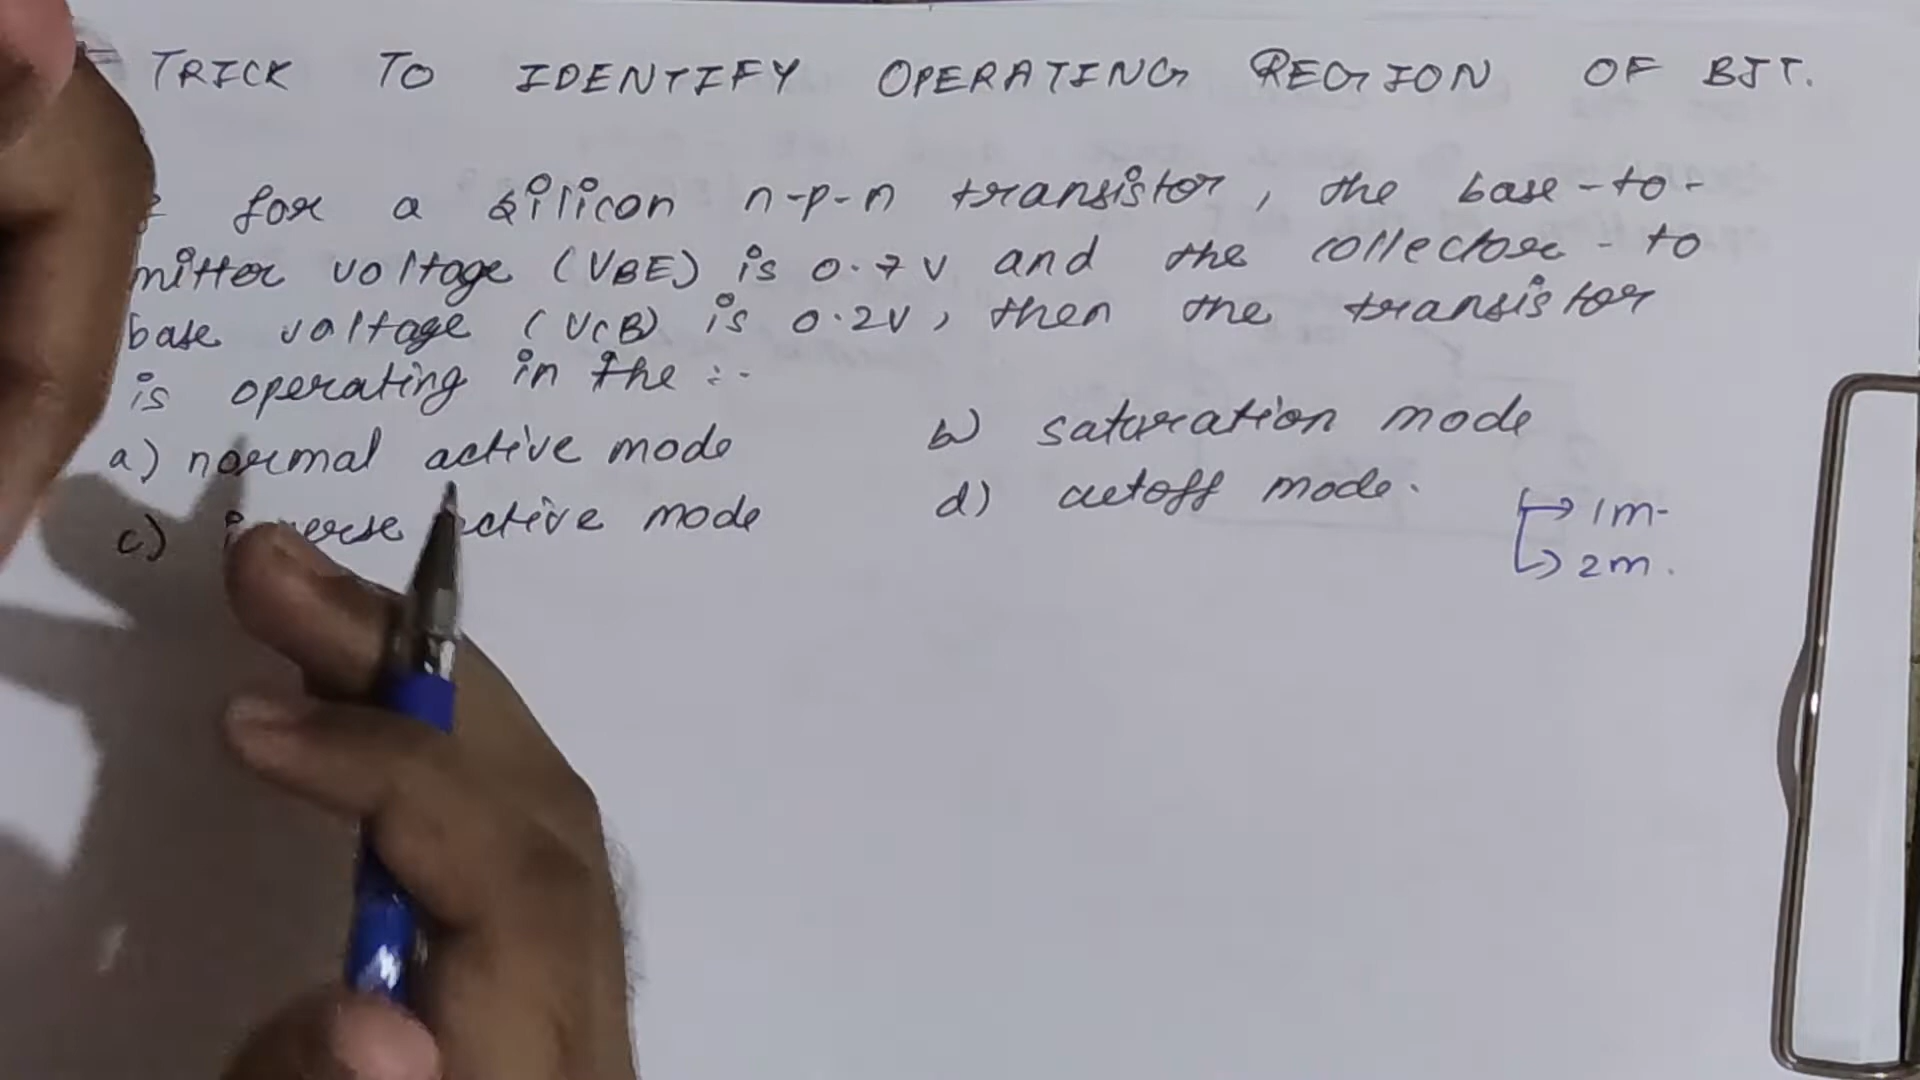 TRICK TO IDENTIFY OPERATING REGION OF BJT.
for a silicon n-p-n transistor, the base-to-
mitter voltage (VBE) is 0.7V and the collector-to
base voltage (VCB) is 0.2V, then the transistor
is operating in the :-
a) normal active mode b) saturation mode
c) active mode d) cutoff mode.
→ 1m-
→ 2m.